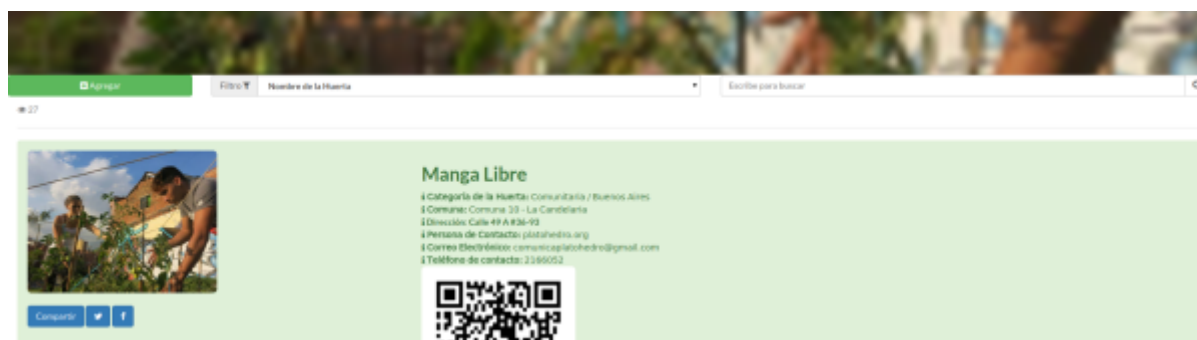 Agregar
Filtro
Nombre de la Huerta
Escribe para buscar
27
Manga Libre
Categoría de la Huerta: Comunitaria / Buenos Aires
Comuna: Comuna 10 - La Candelaria
Dirección: Calle 49 A #36-93
Persona de Contacto: platohedro.org
Correo Electrónico: comunicaplatohedro@gmail.com
Teléfono de contacto: 2166052
Compartir